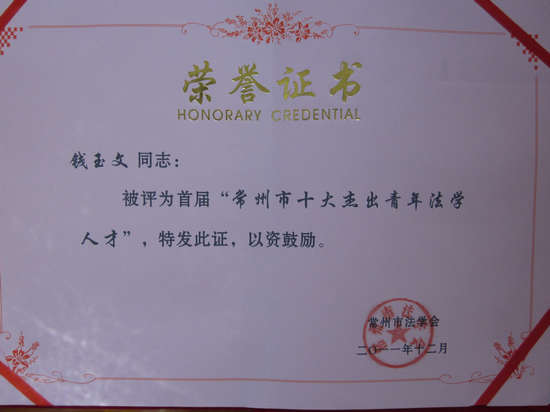 荣誉证书
HONORARY CREDENTIAL
钱玉文 同志：
被评为首届“常州市十大杰出青年法学
人才”，特发此证，以资鼓励。
常州市法学会
二〇一一年十二月